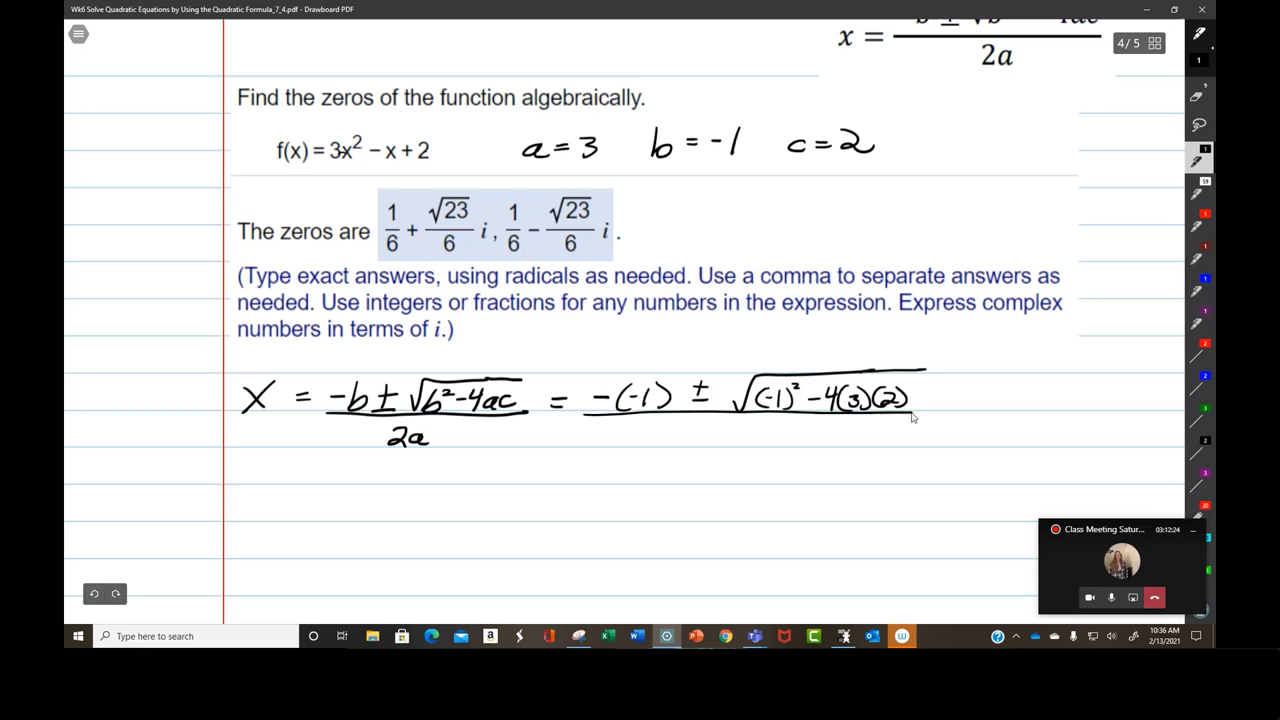 Wk6 Solve Quadratic Equations by Using the Quadratic Formula_7_4.pdf - Drawboard PDF
x =
2a
4 / 5
Find the zeros of the function algebraically.
f(x) = 3x² − x + 2 a = 3 b = -1 c = 2
The zeros are 1/6 + √23/6 i , 1/6 − √23/6 i .
(Type exact answers, using radicals as needed. Use a comma to separate answers as
needed. Use integers or fractions for any numbers in the expression. Express complex
numbers in terms of i.)
X = -b ± √b²-4ac / 2a = -(-1) ± √(-1)² - 4(3)(2)
Class Meeting Satur... 03:12:24
Type here to search
10:36 AM
2/13/2021